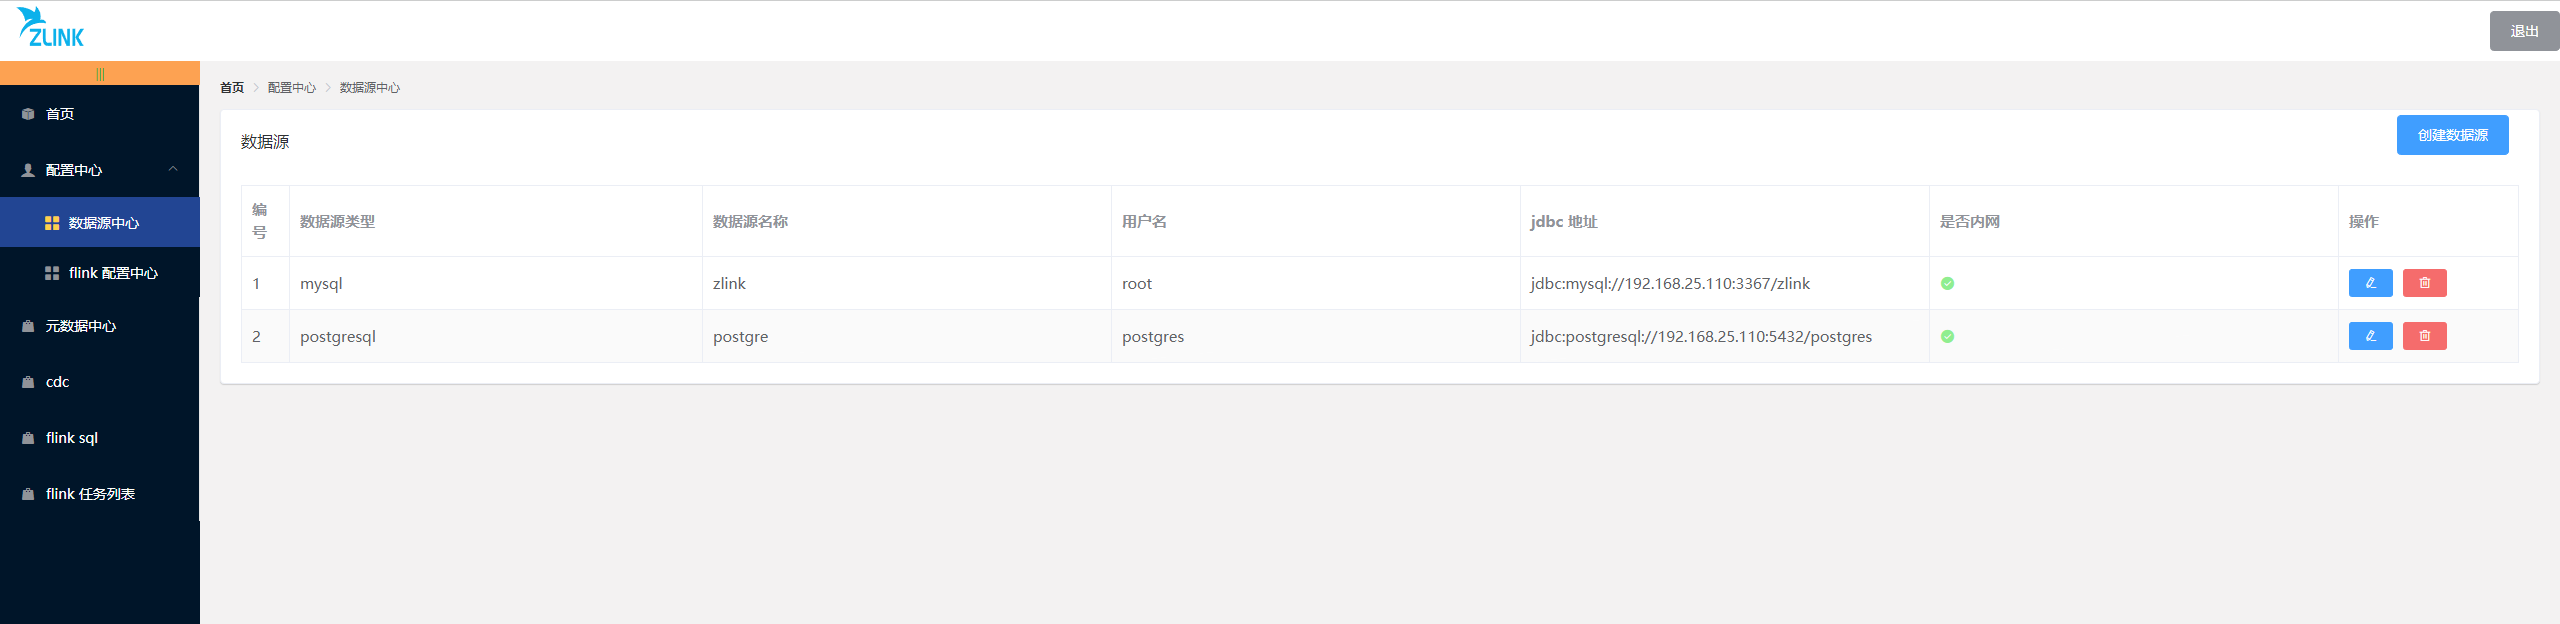 ZLINK
退出
|||
首页
配置中心
数据源中心
flink 配置中心
元数据中心
cdc
flink sql
flink 任务列表
首页 > 配置中心 > 数据源中心
数据源
创建数据源
编号 数据源类型 数据源名称 用户名 jdbc 地址 是否内网 操作
1 mysql zlink root jdbc:mysql://192.168.25.110:3367/zlink
2 postgresql postgre postgres jdbc:postgresql://192.168.25.110:5432/postgres